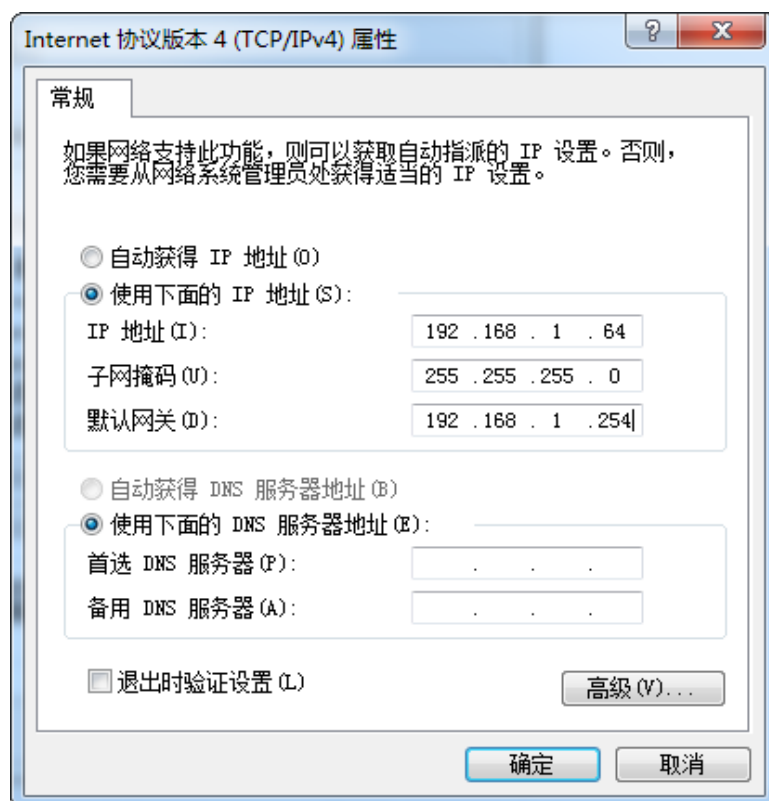 Internet 协议版本 4 (TCP/IPv4) 属性
常规
如果网络支持此功能，则可以获取自动指派的 IP 设置。否则，
您需要从网络系统管理员处获得适当的 IP 设置。
自动获得 IP 地址(O)
使用下面的 IP 地址(S):
IP 地址(I): 192 .168 . 1 . 64
子网掩码(U): 255 .255 .255 . 0
默认网关(D): 192 .168 . 1 .254
自动获得 DNS 服务器地址(B)
使用下面的 DNS 服务器地址(E):
首选 DNS 服务器(P): . . .
备用 DNS 服务器(A): . . .
退出时验证设置(L)
高级(V)...
确定 取消